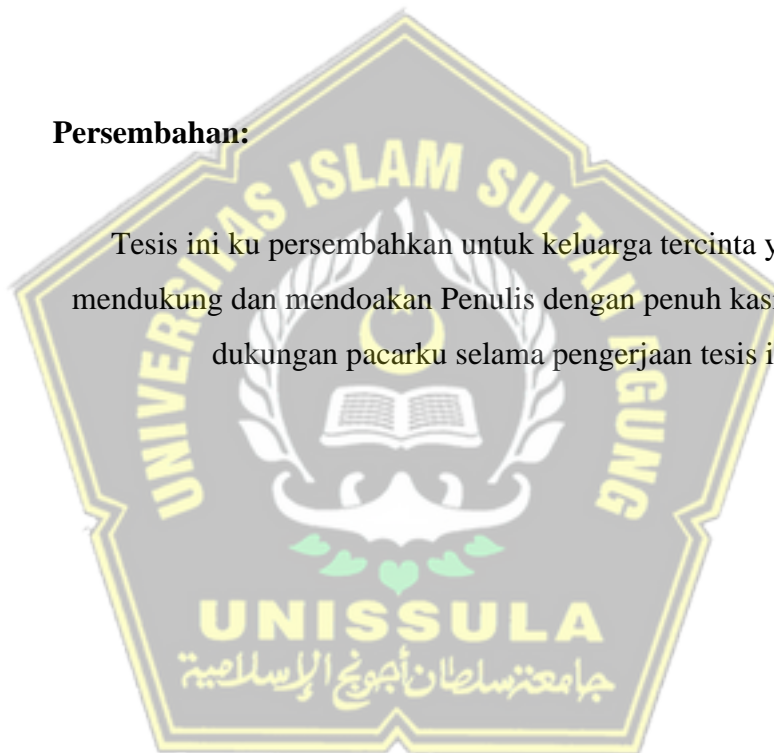 Persembahan:
UNIVERSITAS ISLAM SULTAN AGUNG
Tesis ini ku persembahkan untuk keluarga tercinta
mendukung dan mendoakan Penulis dengan penuh
dukungan pacarku selama pengerjaan tesis
UNISSULA
جامعة سلطان أجونج الإسلامية